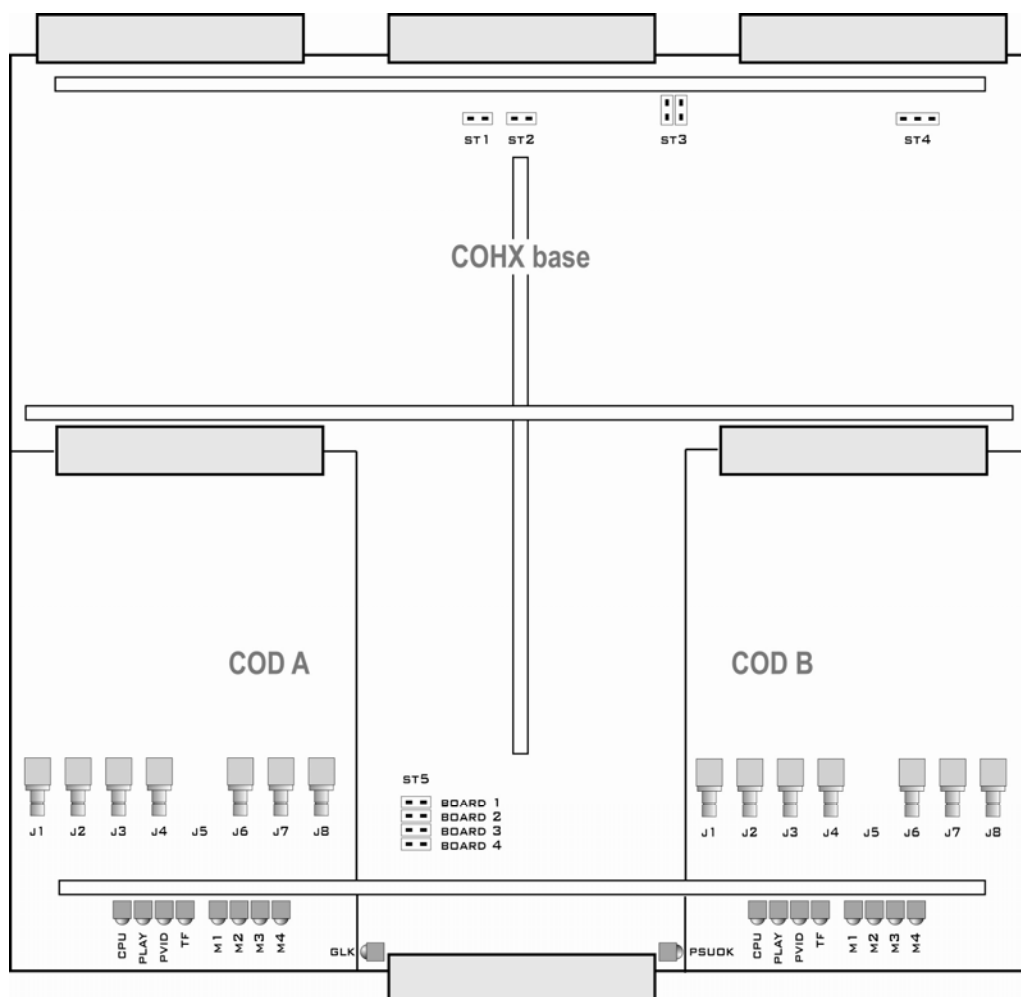 ST1 ST2 ST3 ST4
COHX base
COD A COD B
ST5
BOARD 1
BOARD 2
BOARD 3
BOARD 4
J1 J2 J3 J4 J5 J6 J7 J8
J1 J2 J3 J4 J5 J6 J7 J8
CPU PLAY PVID TF M1 M2 M3 M4
CPU PLAY PVID TF M1 M2 M3 M4
GLK PSUOK